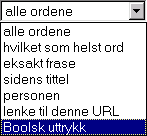 alle ordene
alle ordene
hvilket som helst ord
eksakt frase
sidens tittel
personen
lenke til denne URL
Boolsk uttrykk